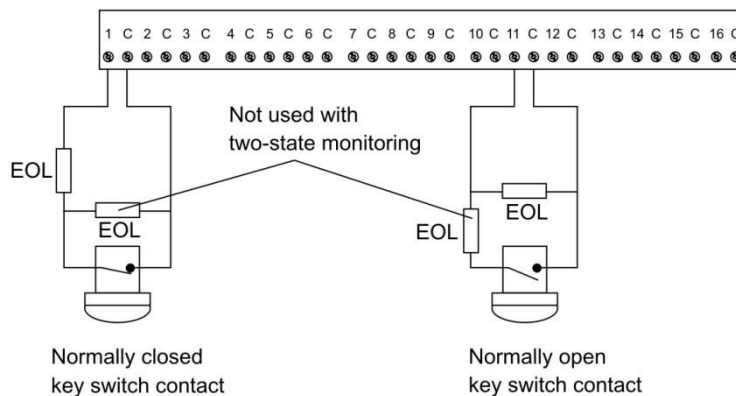 1 C 2 C 3 C 4 C 5 C 6 C 7 C 8 C 9 C 10 C 11 C 12 C 13 C 14 C 15 C 16 C
Not used with
two-state monitoring
EOL
EOL
EOL
EOL
Normally closed
key switch contact
Normally open
key switch contact